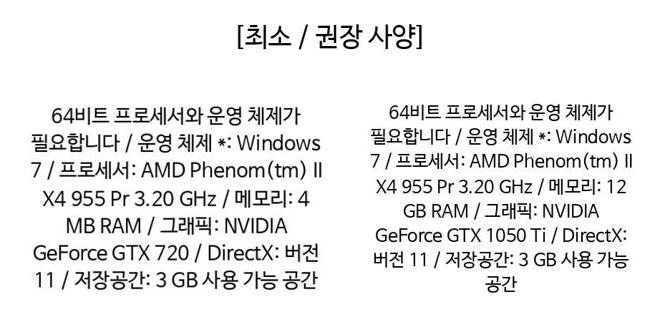 [최소 / 권장 사양]
64비트 프로세서와 운영 체제가
필요합니다 / 운영 체제 *: Windows
7 / 프로세서: AMD Phenom(tm) II
X4 955 Pr 3.20 GHz / 메모리: 4
MB RAM / 그래픽: NVIDIA
GeForce GTX 720 / DirectX: 버전
11 / 저장공간: 3 GB 사용 가능 공간
64비트 프로세서와 운영 체제가
필요합니다 / 운영 체제 *: Windows
7 / 프로세서: AMD Phenom(tm) II
X4 955 Pr 3.20 GHz / 메모리: 12
GB RAM / 그래픽: NVIDIA
GeForce GTX 1050 Ti / DirectX:
버전 11 / 저장공간: 3 GB 사용 가능
공간